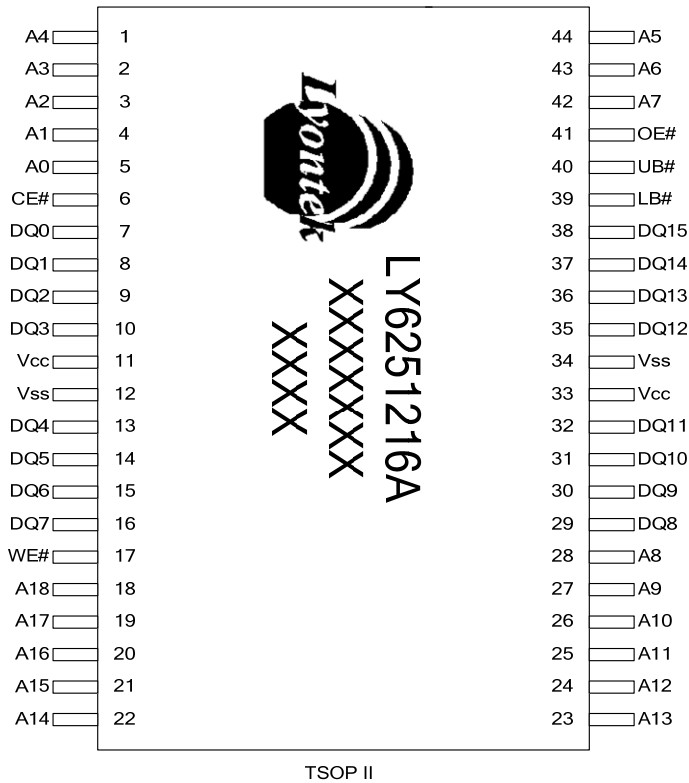 A4 1 44 A5
A3 2 43 A6
A2 3 42 A7
A1 4 41 OE#
A0 5 40 UB#
CE# 6 39 LB#
DQ0 7 38 DQ15
DQ1 8 37 DQ14
DQ2 9 36 DQ13
DQ3 10 35 DQ12
Vcc 11 34 Vss
Vss 12 33 Vcc
DQ4 13 32 DQ11
DQ5 14 31 DQ10
DQ6 15 30 DQ9
DQ7 16 29 DQ8
WE# 17 28 A8
A18 18 27 A9
A17 19 26 A10
A16 20 25 A11
A15 21 24 A12
A14 22 23 A13
Lyontek
LY6251216A
XXXXXXX
XXXX
TSOP II